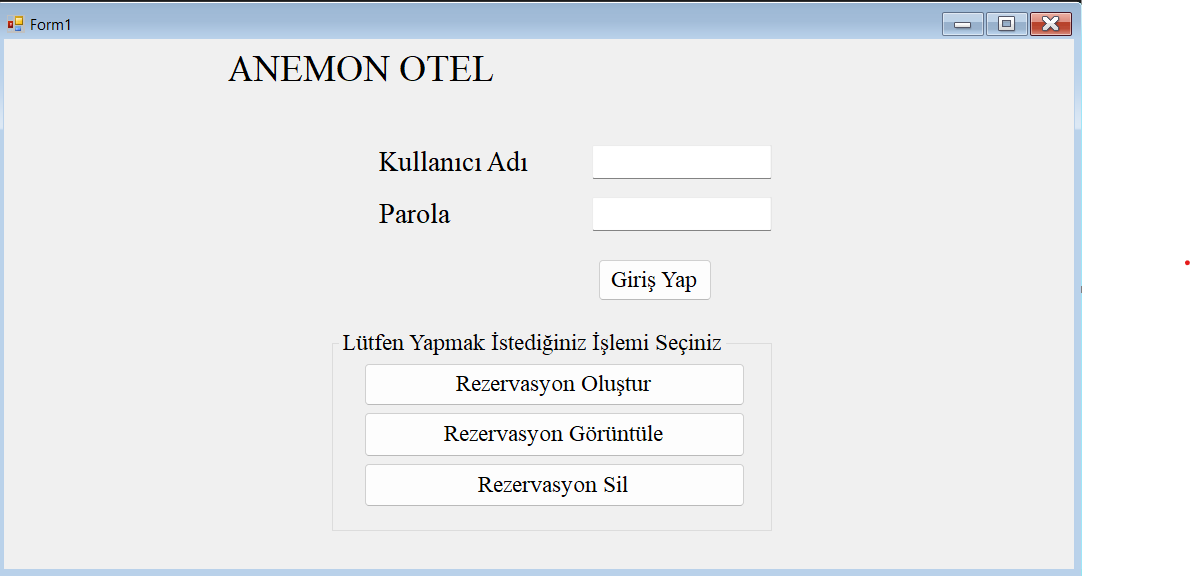 Form1
ANEMON OTEL
Kullanıcı Adı
Parola
Giriş Yap
Lütfen Yapmak İstediğiniz İşlemi Seçiniz
Rezervasyon Oluştur
Rezervasyon Görüntüle
Rezervasyon Sil